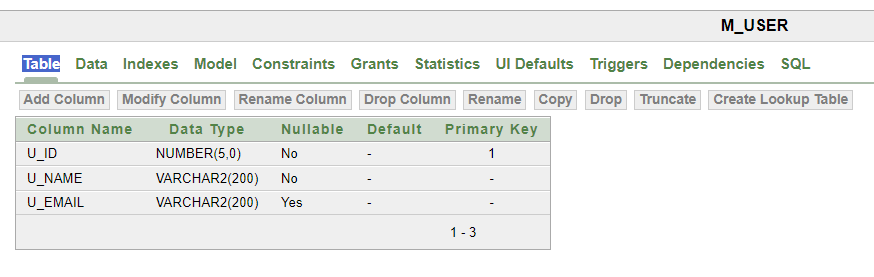 M_USER
Table Data Indexes Model Constraints Grants Statistics UI Defaults Triggers Dependencies SQL
Add Column Modify Column Rename Column Drop Column Rename Copy Drop Truncate Create Lookup Table
Column Name Data Type Nullable Default Primary Key
U_ID NUMBER(5,0) No - 1
U_NAME VARCHAR2(200) No - -
U_EMAIL VARCHAR2(200) Yes - -
1 - 3